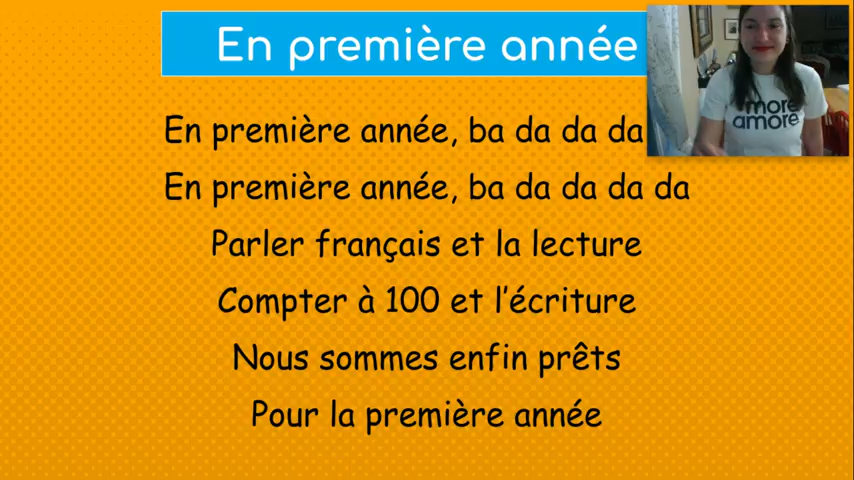 En première année
more
amore
En première année, ba da da da
En première année, ba da da da da
Parler français et la lecture
Compter à 100 et l'écriture
Nous sommes enfin prêts
Pour la première année